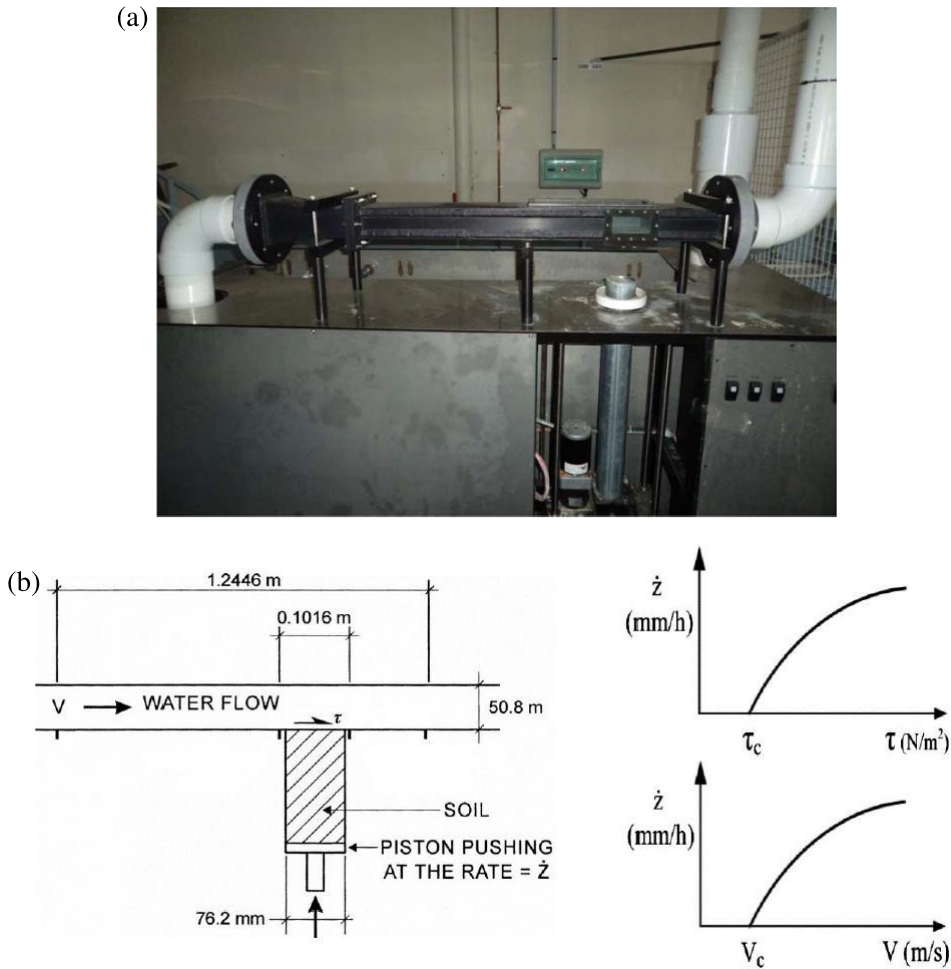 (a)
(b)
1.2446 m
0.1016 m
V
WATER FLOW
τ
50.8 m
SOIL
PISTON PUSHING
AT THE RATE = Ż
76.2 mm
ż
(mm/h)
τc
τ (N/m²)
ż
(mm/h)
Vc
V (m/s)